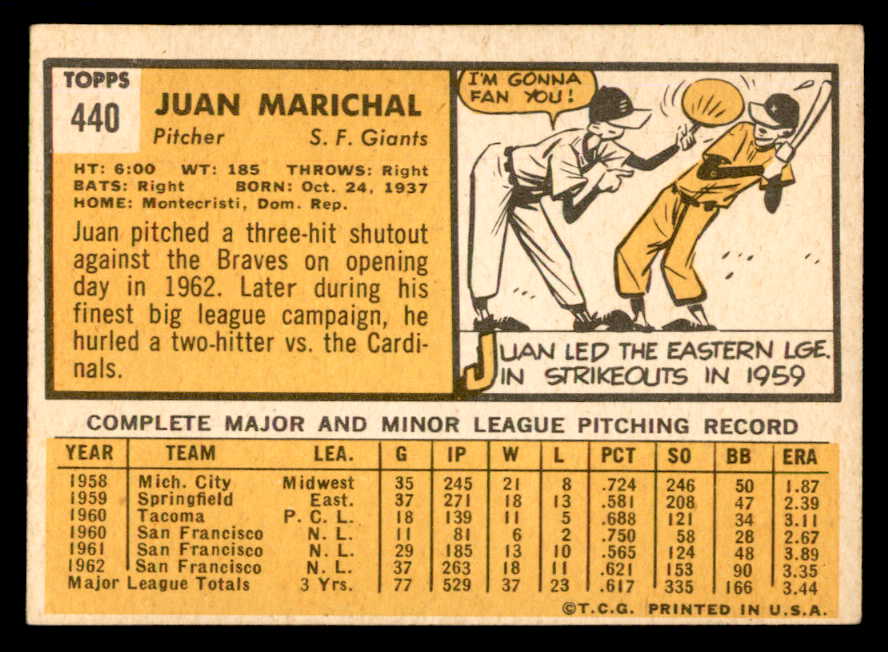 TOPPS
440
JUAN MARICHAL
Pitcher S. F. Giants
HT: 6:00 WT: 185 THROWS: Right
BATS: Right BORN: Oct. 24, 1937
HOME: Montecristi, Dom. Rep.
Juan pitched a three-hit shutout
against the Braves on opening
day in 1962. Later during his
finest big league campaign, he
hurled a two-hitter vs. the Cardi-
nals.
I'M GONNA
FAN YOU!
JUAN LED THE EASTERN LGE.
IN STRIKEOUTS IN 1959
COMPLETE MAJOR AND MINOR LEAGUE PITCHING RECORD
YEAR TEAM LEA. G IP W L PCT SO BB ERA
1958 Mich. City Midwest 35 245 21 8 .724 246 50 1.87
1959 Springfield East. 37 271 18 13 .581 208 47 2.39
1960 Tacoma P. C. L. 18 139 11 5 .688 121 34 3.11
1960 San Francisco N. L. 11 81 6 2 .750 58 28 2.67
1961 San Francisco N. L. 29 185 13 10 .565 124 48 3.89
1962 San Francisco N. L. 37 263 18 11 .621 153 90 3.35
Major League Totals 3 Yrs. 77 529 37 23 .617 335 166 3.44
©T.C.G. PRINTED IN U.S.A.